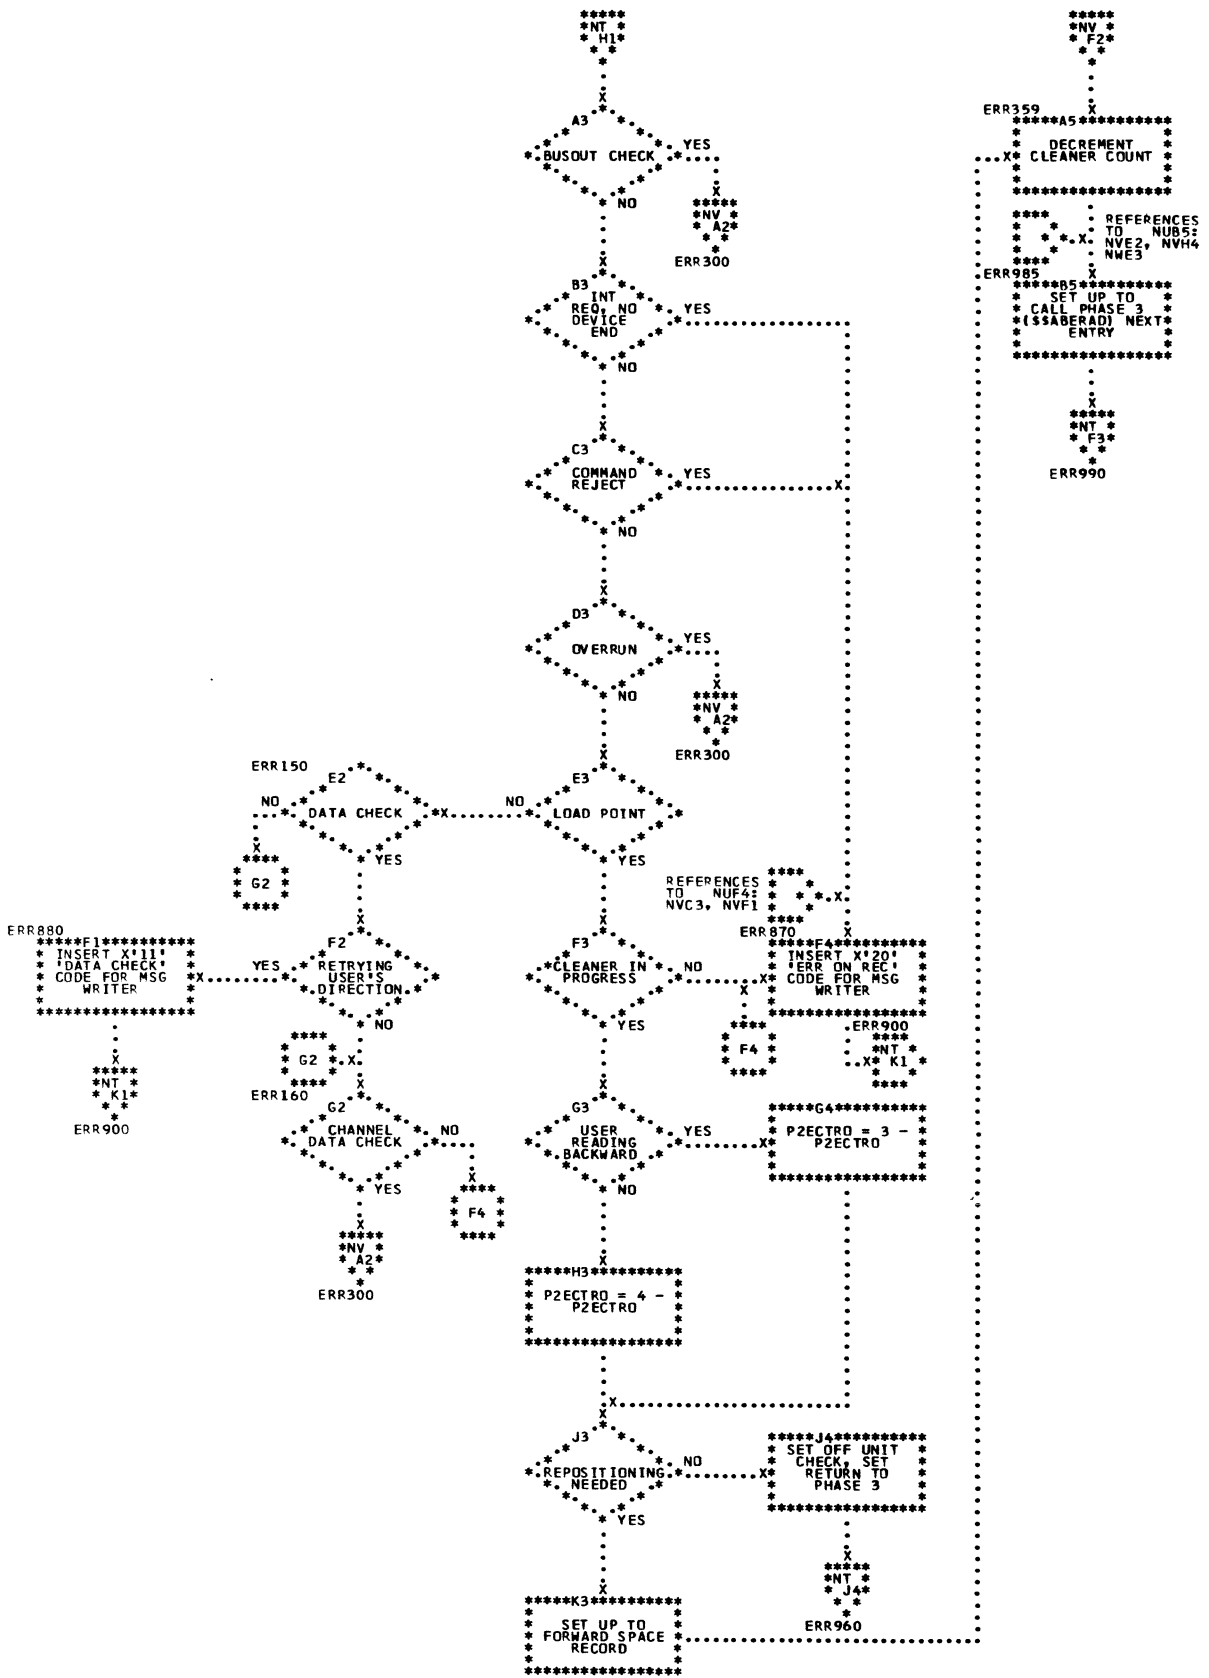 NT
H1
NV
F2
ERR359
A3
A5
BUSOUT CHECK
YES
DECREMENT
CLEANER COUNT
NO
NV
A2
ERR300
REFERENCES
TO NUB5:
NVE2, NVH4
NWE3
ERR985
B3
INT
REQ, NO
DEVICE
END
YES
NO
B5
SET UP TO
CALL PHASE 3
($$ABERAD) NEXT
ENTRY
NT
F3
ERR990
C3
COMMAND
REJECT
YES
NO
D3
OVERRUN
YES
NO
NV
A2
ERR300
ERR150
E2
DATA CHECK
NO
YES
E3
LOAD POINT
NO
YES
G2
REFERENCES
TO NUF4:
NVC3, NVF1
ERR880
F1
INSERT X'11'
'DATA CHECK'
CODE FOR MSG
WRITER
F2
RETRYING
USER'S
DIRECTION
YES
NO
F3
CLEANER IN
PROGRESS
NO
YES
ERR870
F4
INSERT X'20'
'ERR ON REC'
CODE FOR MSG
WRITER
F4
ERR900
NT
K1
NT
K1
ERR900
G2
ERR160
G2
CHANNEL
DATA CHECK
NO
YES
F4
G3
USER
READING
BACKWARD
YES
NO
G4
P2ECTRO = 3 -
P2ECTRO
NV
A2
ERR300
H3
P2ECTRO = 4 -
P2ECTRO
J3
REPOSITIONING
NEEDED
NO
YES
J4
SET OFF UNIT
CHECK, SET
RETURN TO
PHASE 3
NT
J4
ERR960
K3
SET UP TO
FORWARD SPACE
RECORD